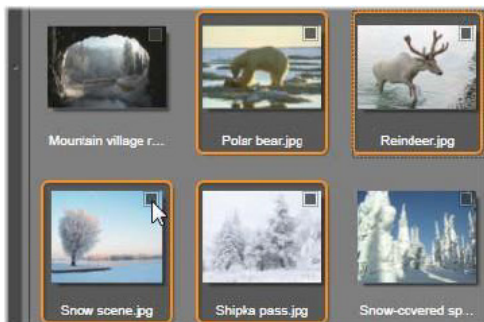 Mountain village r...
Polar bear.jpg
Reindeer.jpg
Snow scene.jpg
Shipka pass.jpg
Snow-covered sp...